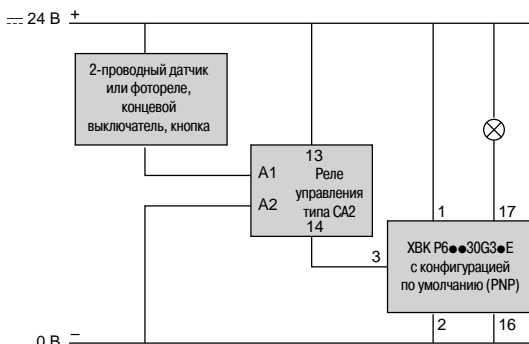 24 В +
2-проводный датчик
или фотореле,
концевой
выключатель, кнопка
13
A1 Реле
управления
A2 типа CA2
14
1 17
3 XBK P6●●30G3●E
с конфигурацией
по умолчанию (PNP)
2 16
0 В –